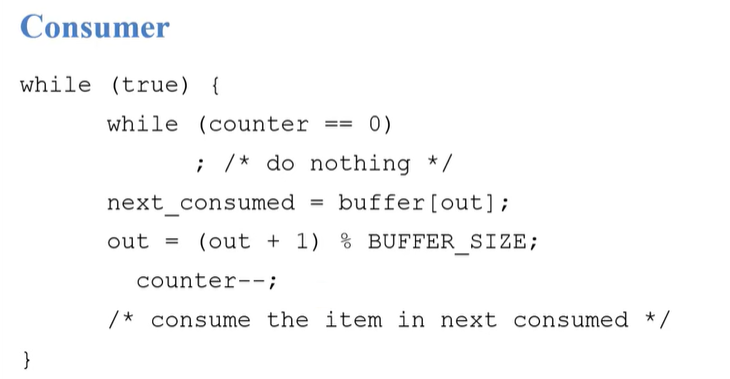 Consumer
while (true) {
while (counter == 0)
; /* do nothing */
next_consumed = buffer[out];
out = (out + 1) % BUFFER_SIZE;
counter--;
/* consume the item in next consumed */
}